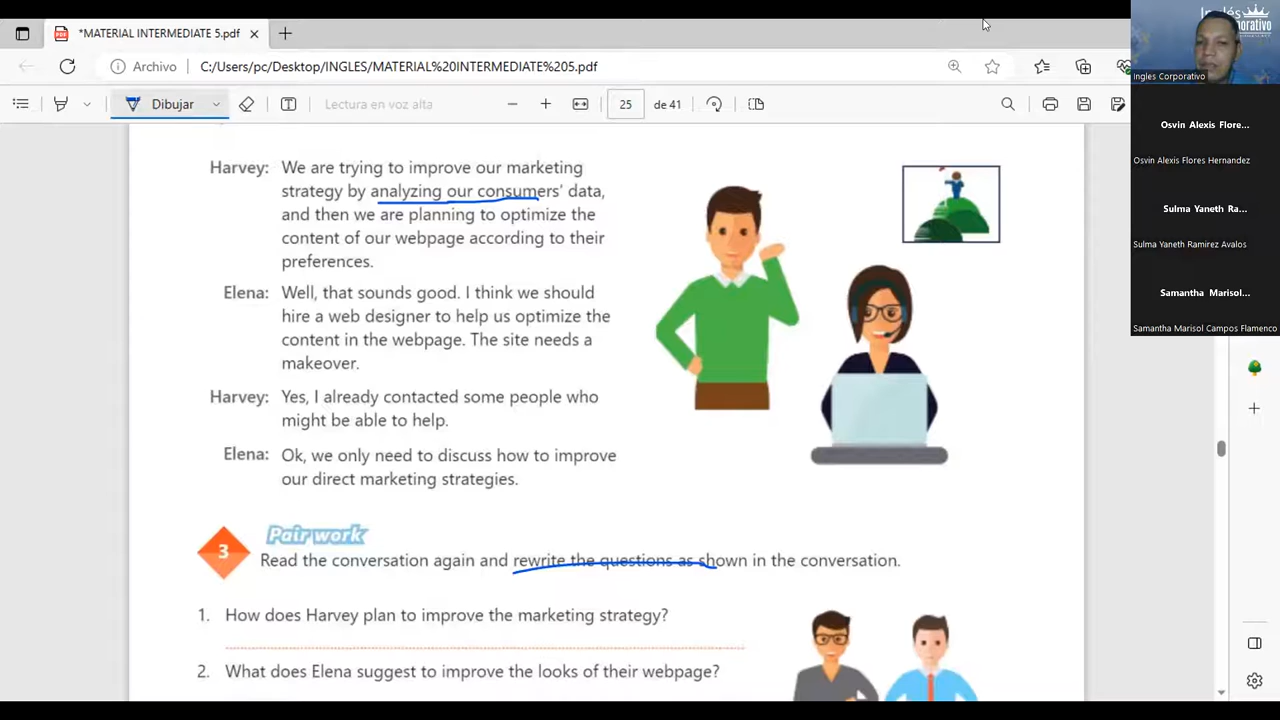 *MATERIAL INTERMEDIATE 5.pdf
Archivo
C:/Users/pc/Desktop/INGLES/MATERIAL%20INTERMEDIATE%205.pdf
Dibujar
Lectura en voz alta
25
de 41
Harvey: We are trying to improve our marketing
strategy by analyzing our consumers' data,
and then we are planning to optimize the
content of our webpage according to their
preferences.
Elena: Well, that sounds good. I think we should
hire a web designer to help us optimize the
content in the webpage. The site needs a
makeover.
Harvey: Yes, I already contacted some people who
might be able to help.
Elena: Ok, we only need to discuss how to improve
our direct marketing strategies.
3
Pair work
Read the conversation again and rewrite the questions as shown in the conversation.
1. How does Harvey plan to improve the marketing strategy?
2. What does Elena suggest to improve the looks of their webpage?
Ingles Corporativo
Osvin Alexis Flore...
Osvin Alexis Flores Hernandez
Sulma Yaneth Ra...
Sulma Yaneth Ramirez Avalos
Samantha Marisol...
Samantha Marisol Campos Flamenco